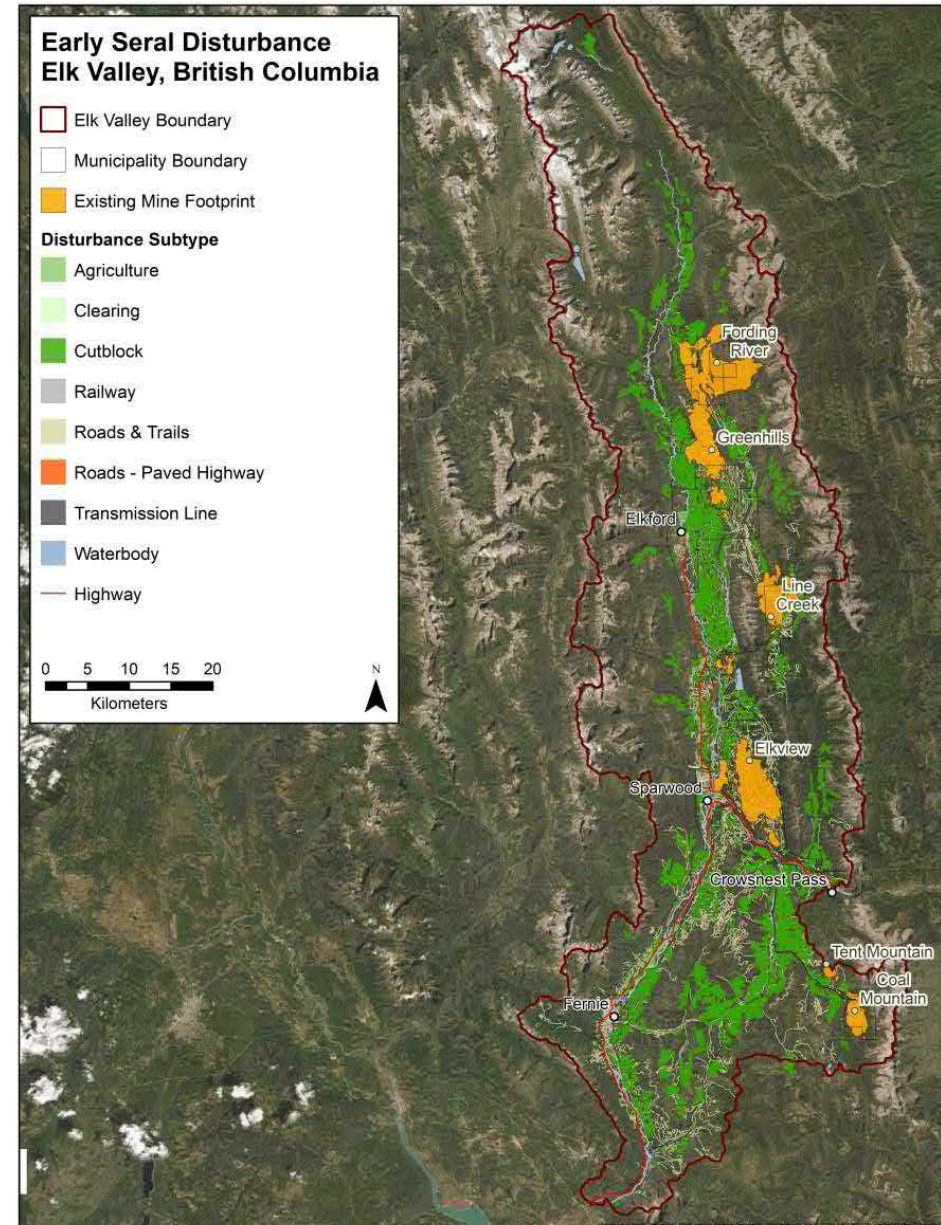 Early Seral Disturbance
Elk Valley, British Columbia
Elk Valley Boundary
Municipality Boundary
Existing Mine Footprint
Disturbance Subtype
Agriculture
Clearing
Cutblock
Railway
Roads & Trails
Roads - Paved Highway
Transmission Line
Waterbody
Highway
0 5 10 15 20
Kilometers
N
Fording
River
Greenhills
Elkford
Line
Creek
Elkview
Sparwood
Crowsnest Pass
Tent Mountain
Coal
Mountain
Fernie